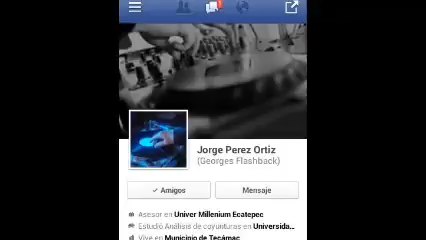 Jorge Perez Ortiz
(Georges Flashback)
✓ Amigos
Mensaje
Asesor en Univer Millenium Ecatepec
Estudió Análisis de coyunturas en Universida...
Vive en Municipio de Tecámac